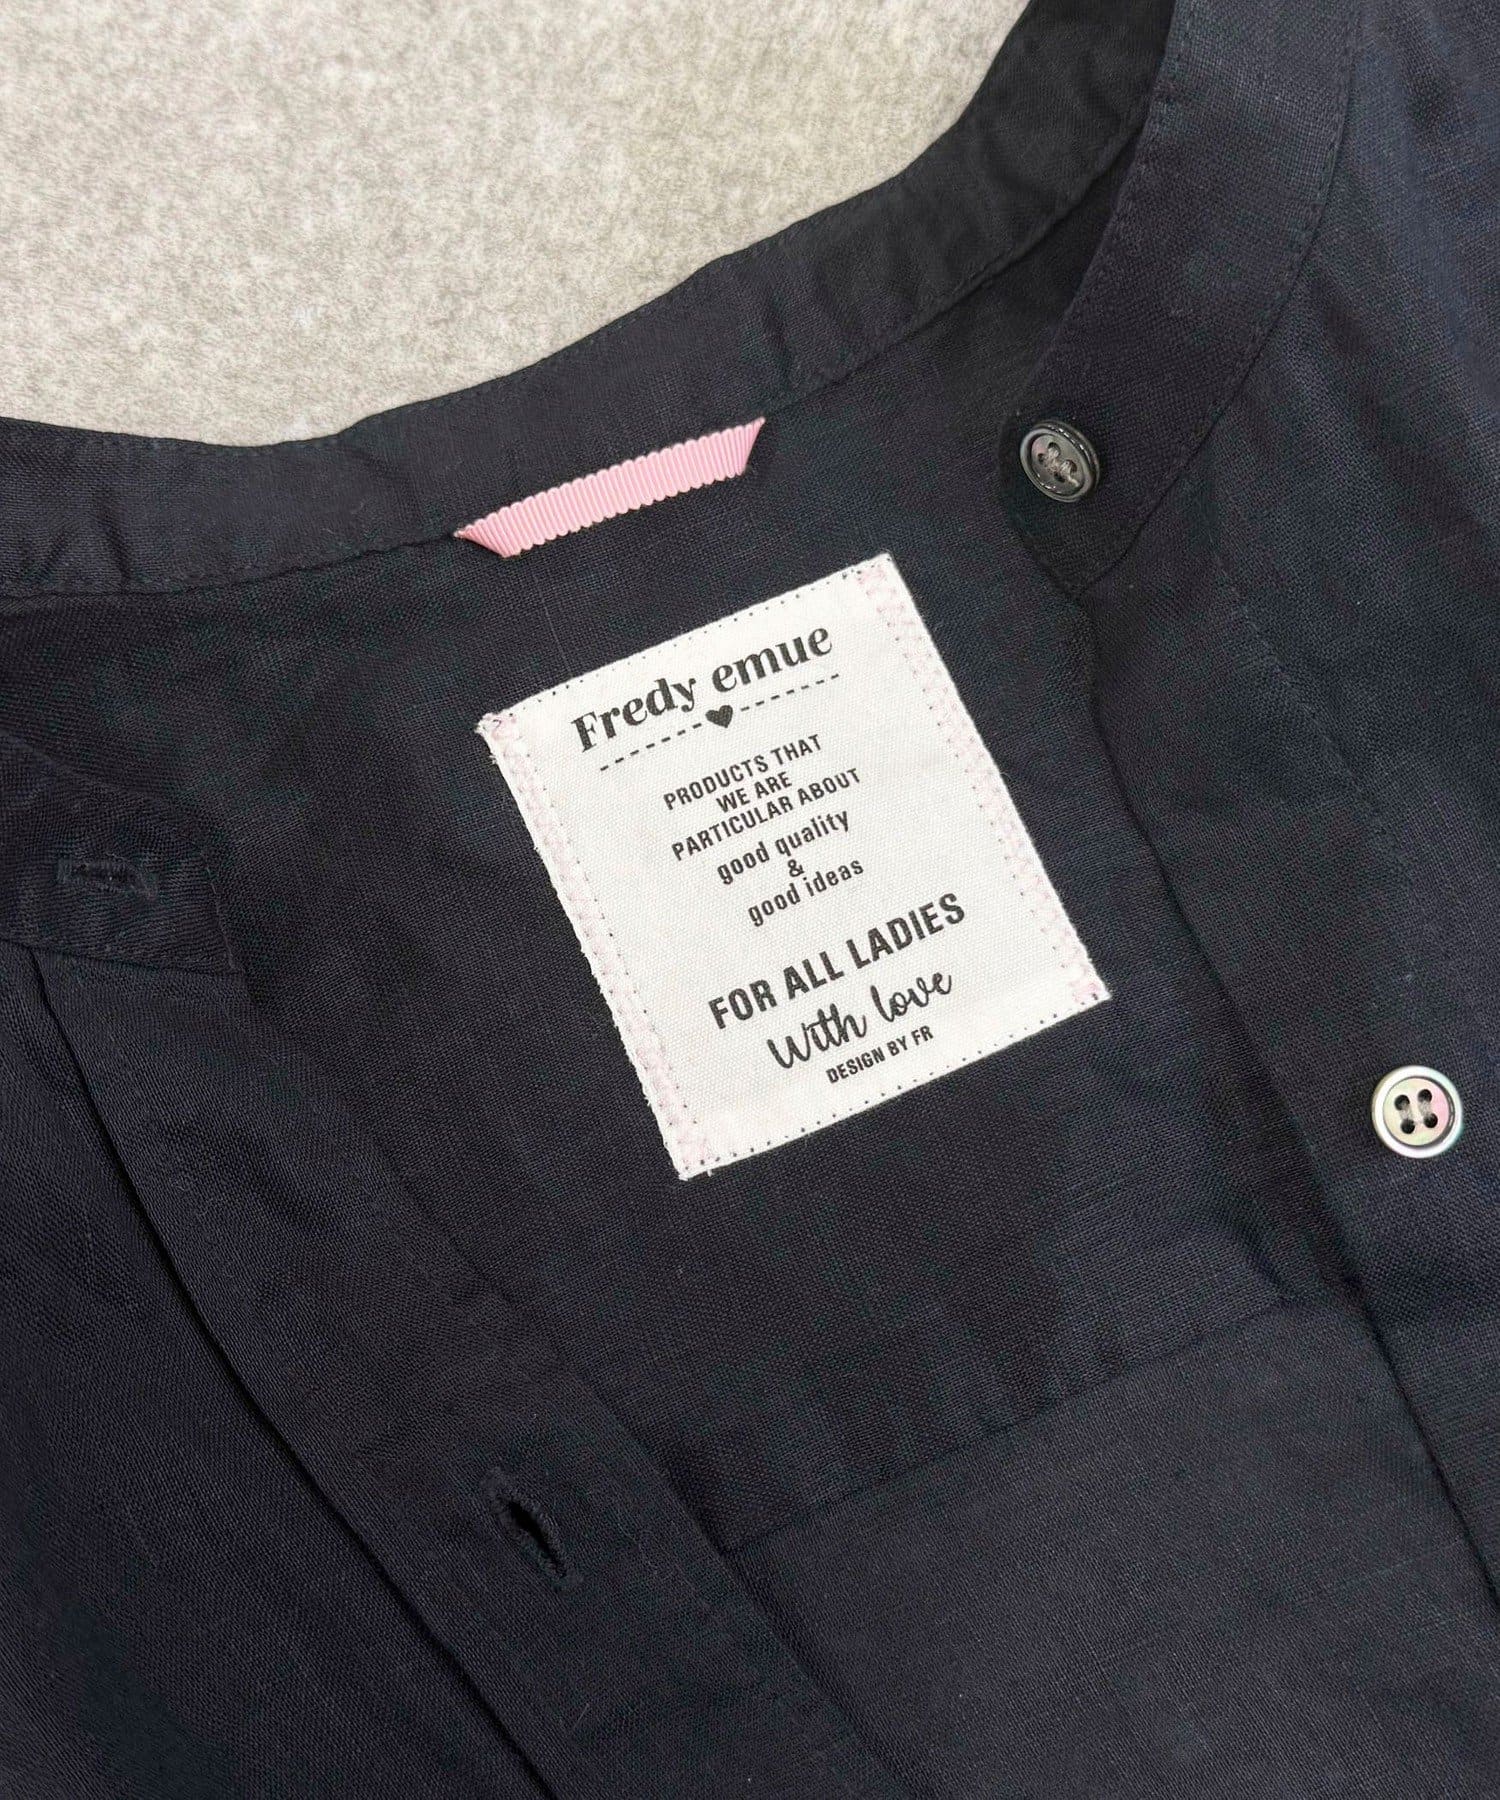 Fredy emue
PRODUCTS THAT
WE ARE
PARTICULAR ABOUT
good quality
&
good ideas
FOR ALL LADIES
With love
DESIGN BY FR